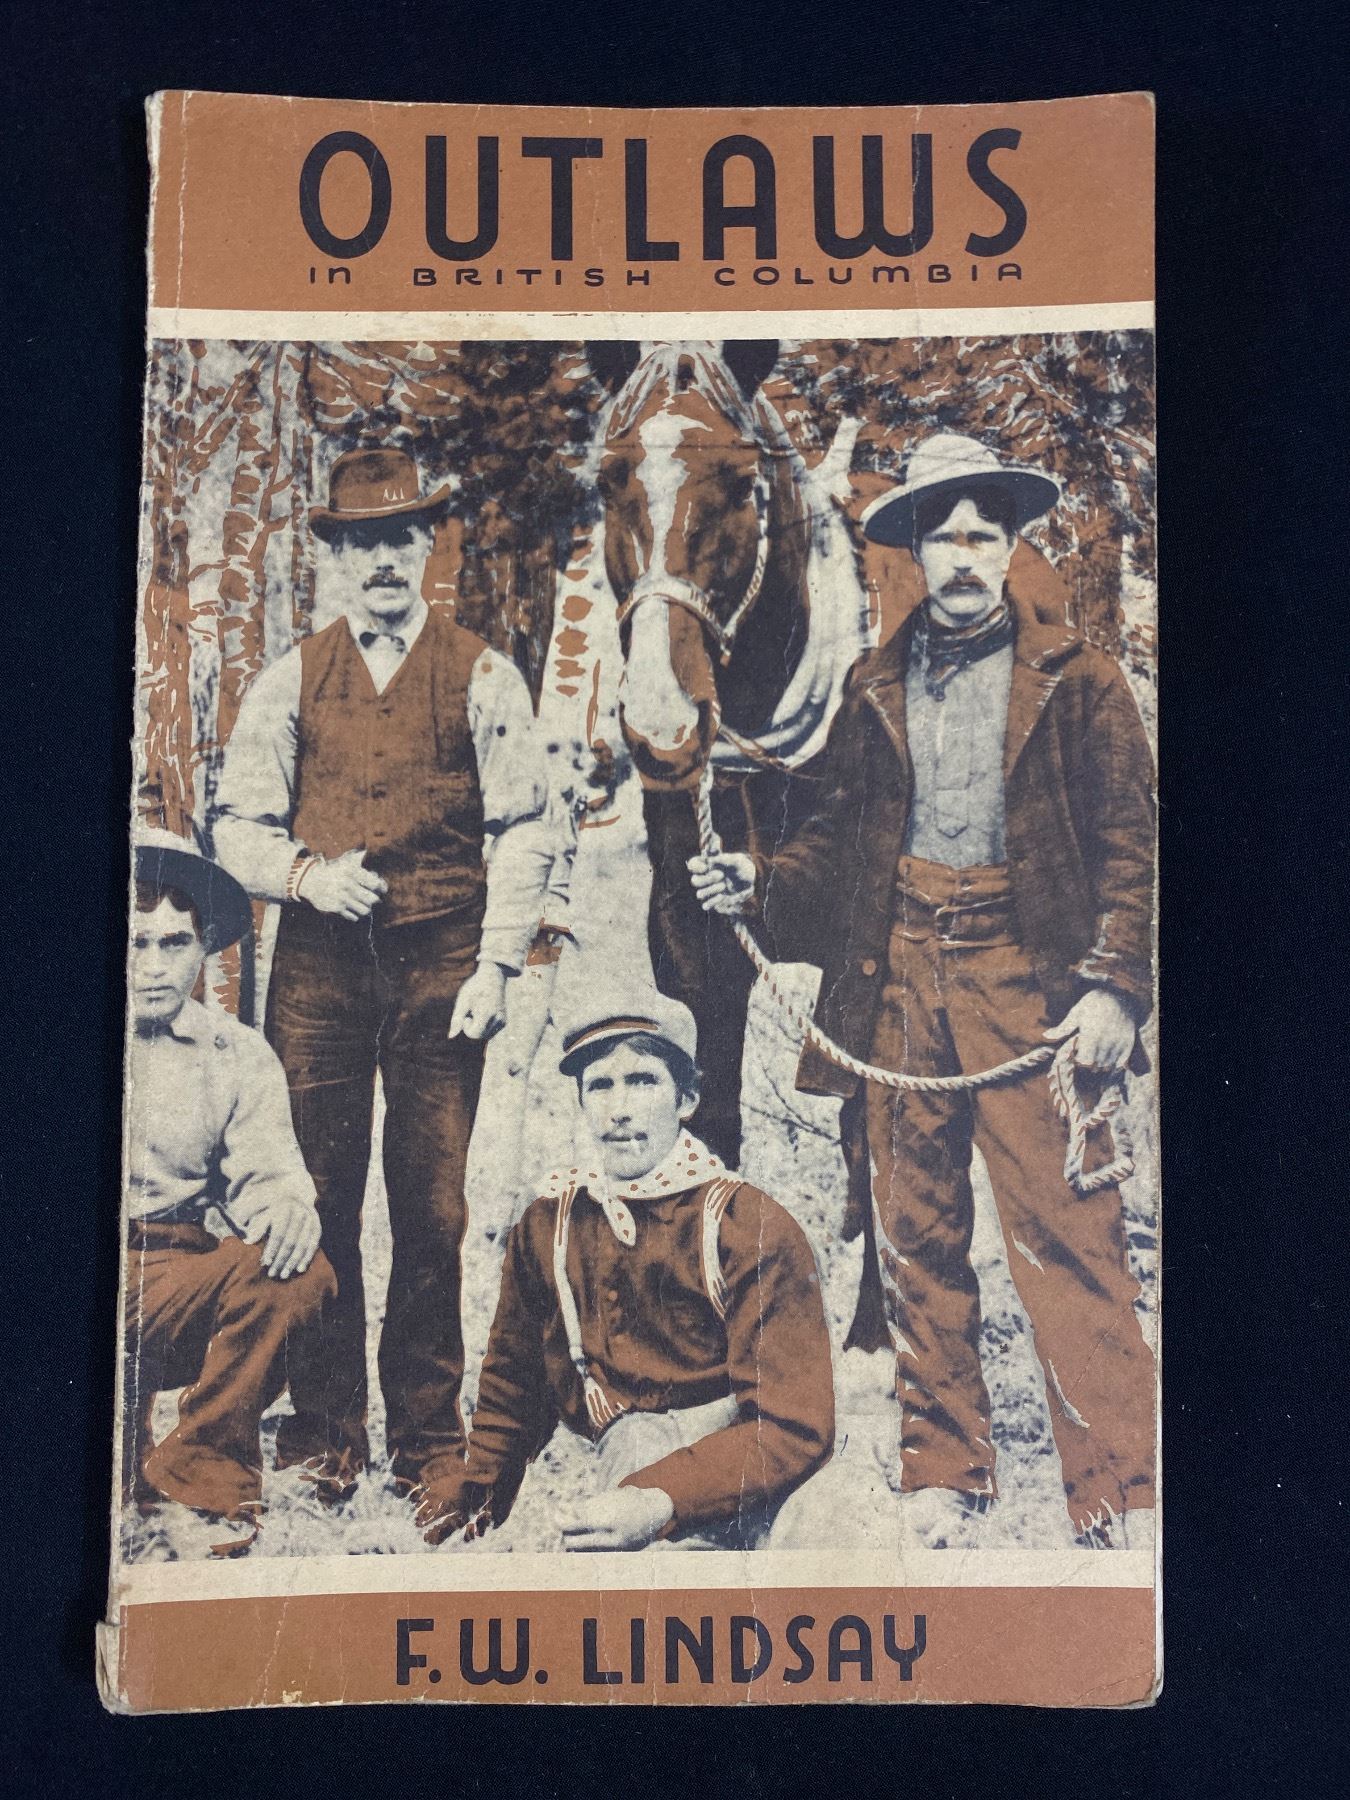 OUTLAWS
in BRITISH COLUMBIA
F.W. LINDSAY